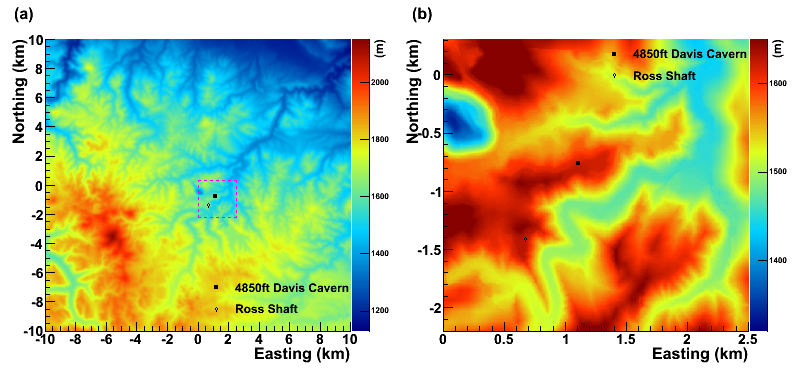 (a)
Northing (km)
10
8
6
4
2
0
-2
-4
-6
-8
-10
-10 -8 -6 -4 -2 0 2 4 6 8 10
Easting (km)
4850ft Davis Cavern
Ross Shaft
(m)
2000
1800
1600
1400
1200
(b)
Northing (km)
0
-0.5
-1
-1.5
-2
0 0.5 1 1.5 2 2.5
Easting (km)
4850ft Davis Cavern
Ross Shaft
(m)
1600
1500
1400